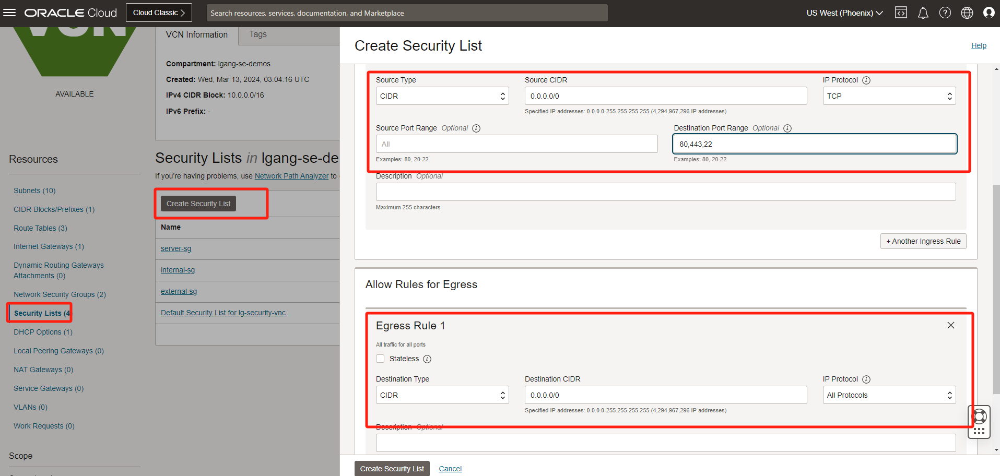 ORACLE Cloud
Cloud Classic
Search resources, services, documentation, and Marketplace
US West (Phoenix)
VCN
AVAILABLE
VCN Information
Tags
Compartment: lgang-se-demos
Created: Wed, Mar 13, 2024, 03:04:16 UTC
IPv4 CIDR Block: 10.0.0.0/16
IPv6 Prefix: -
Resources
Subnets (10)
CIDR Blocks/Prefixes (1)
Route Tables (3)
Internet Gateways (1)
Dynamic Routing Gateways
Attachments (0)
Network Security Groups (2)
Security Lists (4
DHCP Options (1)
Local Peering Gateways (0)
NAT Gateways (0)
Service Gateways (0)
VLANs (0)
Work Requests (0)
Scope
Security Lists in lgang-se-de
If you're having problems, use Network Path Analyzer to
Create Security List
Name
server-sg
internal-sg
external-sg
Default Security List for lg-security-vnc
Create Security List
Help
Source Type
Source CIDR
IP Protocol
CIDR
0.0.0.0/0
TCP
Specified IP addresses: 0.0.0.0-255.255.255.255 (4,294,967,296 IP addresses)
Source Port Range Optional
Destination Port Range Optional
All
80,443,22
Examples: 80, 20-22
Examples: 80, 20-22
Description Optional
Maximum 255 characters
+ Another Ingress Rule
Allow Rules for Egress
Egress Rule 1
All traffic for all ports
Stateless
Destination Type
Destination CIDR
IP Protocol
CIDR
0.0.0.0/0
All Protocols
Specified IP addresses: 0.0.0.0-255.255.255.255 (4,294,967,296 IP addresses)
Description Optional
Create Security List
Cancel